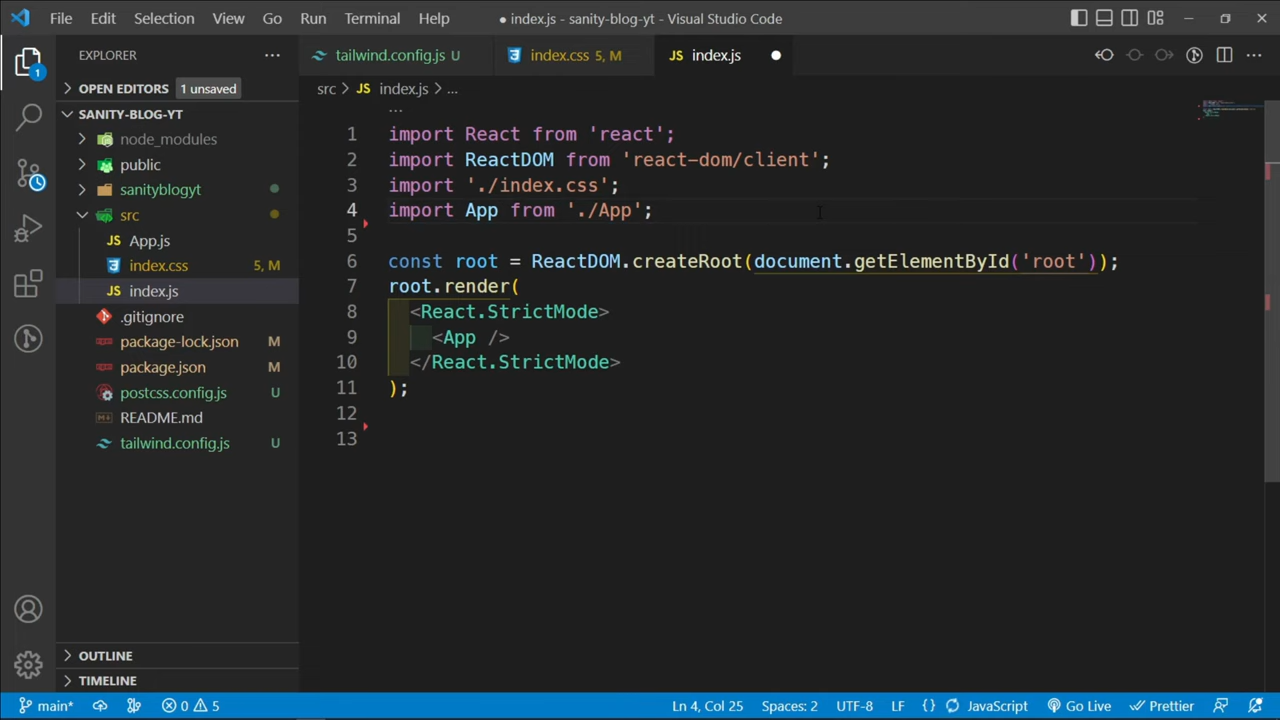 File Edit Selection View Go Run Terminal Help
● index.js - sanity-blog-yt - Visual Studio Code
EXPLORER ...
1
OPEN EDITORS 1 unsaved
SANITY-BLOG-YT
node_modules
public
sanityblogyt
src
JS App.js
index.css 5, M
JS index.js
.gitignore
package-lock.json M
package.json M
postcss.config.js U
README.md
tailwind.config.js U
OUTLINE
TIMELINE
tailwind.config.js U index.css 5, M JS index.js ●
src > JS index.js > ...
...
1 import React from 'react';
2 import ReactDOM from 'react-dom/client';
3 import './index.css';
4 import App from './App';
5
6 const root = ReactDOM.createRoot(document.getElementById('root'));
7 root.render(
8 <React.StrictMode>
9 <App />
10 </React.StrictMode>
11 );
12
13
main* 0 5 Ln 4, Col 25 Spaces: 2 UTF-8 LF {} JavaScript Go Live Prettier